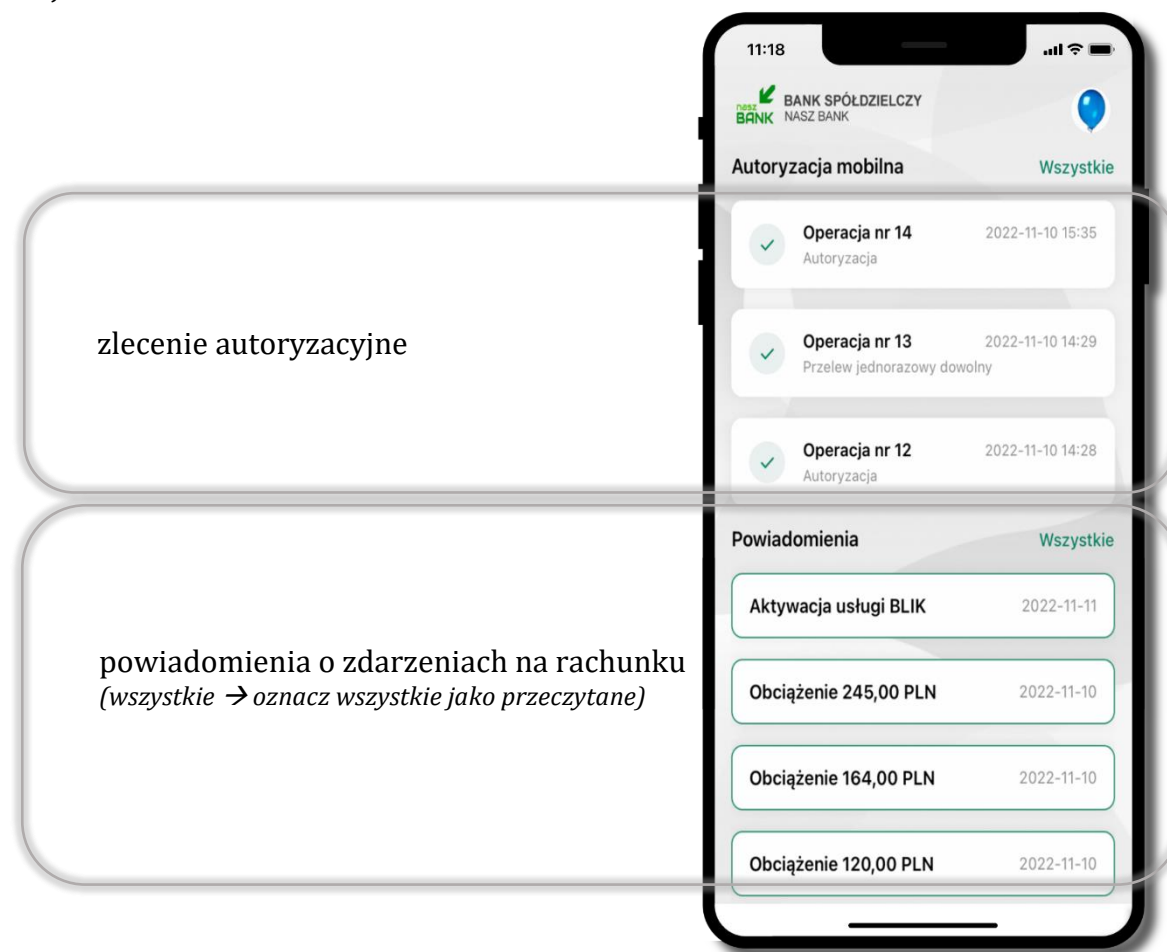 11:18
nasz BANK
BANK SPÓŁDZIELCZY
NASZ BANK
Autoryzacja mobilna Wszystkie
Operacja nr 14 2022-11-10 15:35
Autoryzacja
zlecenie autoryzacyjne
Operacja nr 13 2022-11-10 14:29
Przelew jednorazowy dowolny
Operacja nr 12 2022-11-10 14:28
Autoryzacja
Powiadomienia Wszystkie
Aktywacja usługi BLIK 2022-11-11
powiadomienia o zdarzeniach na rachunku
(wszystkie → oznacz wszystkie jako przeczytane)
Obciążenie 245,00 PLN 2022-11-10
Obciążenie 164,00 PLN 2022-11-10
Obciążenie 120,00 PLN 2022-11-10